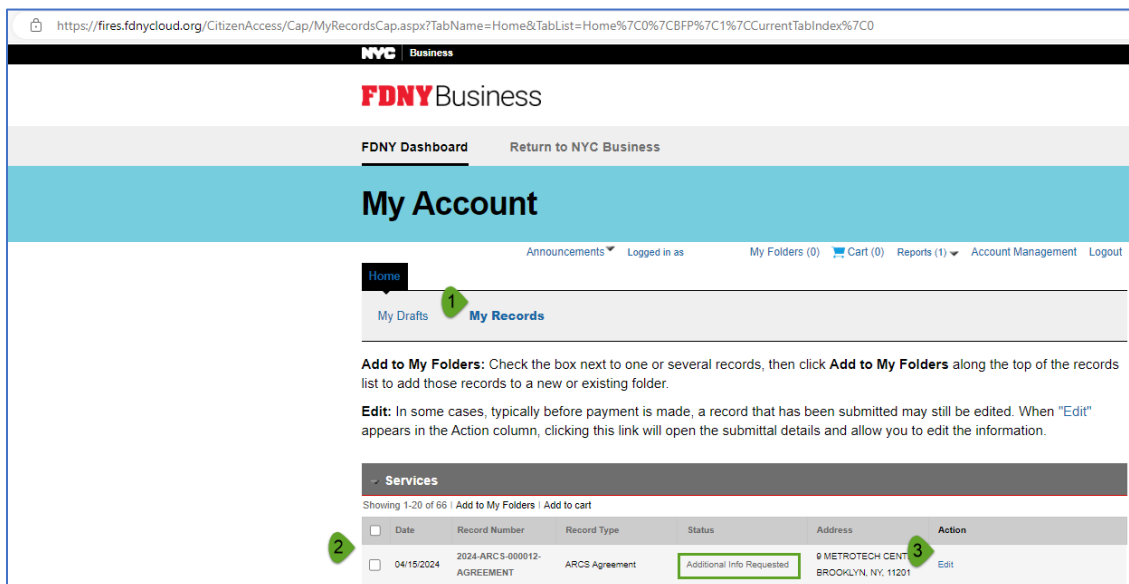 https://fires.fdnycloud.org/CitizenAccess/Cap/MyRecordsCap.aspx?TabName=Home&TabList=Home%7C0%7CBFP%7C1%7CCurrentTabIndex%7C0
NYC Business
FDNY Business
FDNY Dashboard Return to NYC Business
My Account
Announcements Logged in as My Folders (0) Cart (0) Reports (1) Account Management Logout
Home
1
My Drafts My Records
Add to My Folders: Check the box next to one or several records, then click Add to My Folders along the top of the records
list to add those records to a new or existing folder.
Edit: In some cases, typically before payment is made, a record that has been submitted may still be edited. When "Edit"
appears in the Action column, clicking this link will open the submittal details and allow you to edit the information.
Services
Showing 1-20 of 66 | Add to My Folders | Add to cart
Date Record Number Record Type Status Address Action
2 04/15/2024 2024-ARCS-000012- ARCS Agreement Additional Info Requested 9 METROTECH 3 Edit
AGREEMENT BROOKLYN, NY, 11201